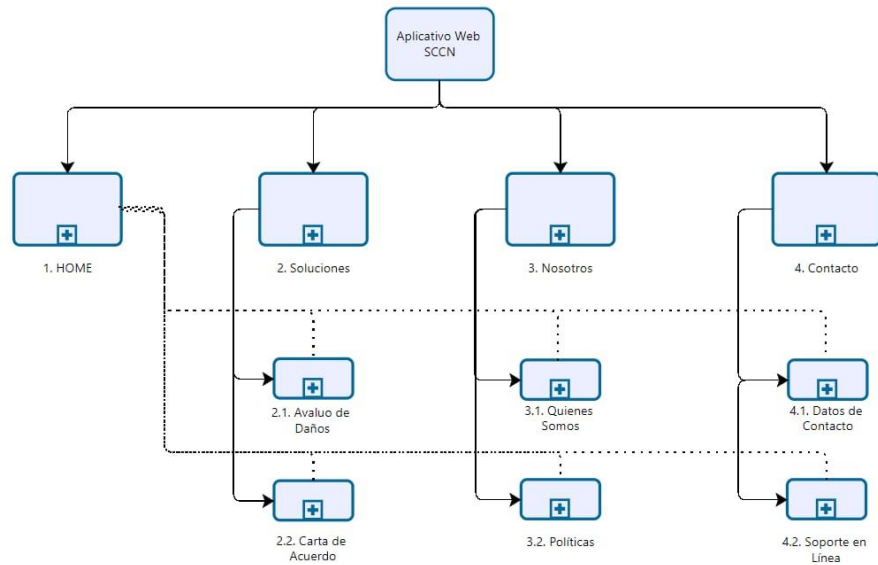 Aplicativo Web
SCCN
1. HOME
2. Soluciones
3. Nosotros
4. Contacto
2.1. Avaluo de
Daños
3.1. Quienes
Somos
4.1. Datos de
Contacto
2.2. Carta de
Acuerdo
3.2. Políticas
4.2. Soporte en
Línea